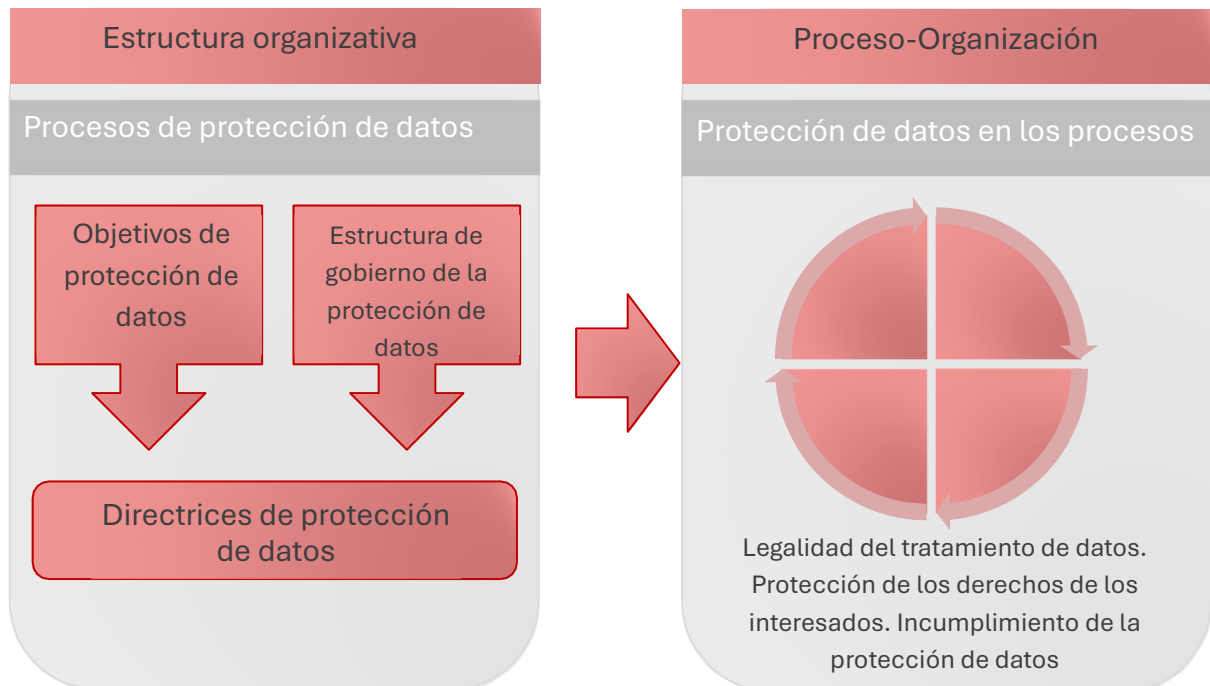 Estructura organizativa
Procesos de protección de datos
Objetivos de
protección de
datos
Estructura de
gobierno de la
protección de
datos
Directrices de protección
de datos
Proceso-Organización
Protección de datos en los procesos
Legalidad del tratamiento de datos.
Protección de los derechos de los
interesados. Incumplimiento de la
protección de datos